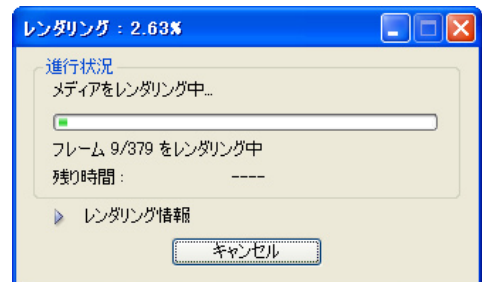 レンダリング : 2.63%
進行状況
メディアをレンダリング中...
フレーム 9/379 をレンダリング中
残り時間 : ----
レンダリング情報
キャンセル